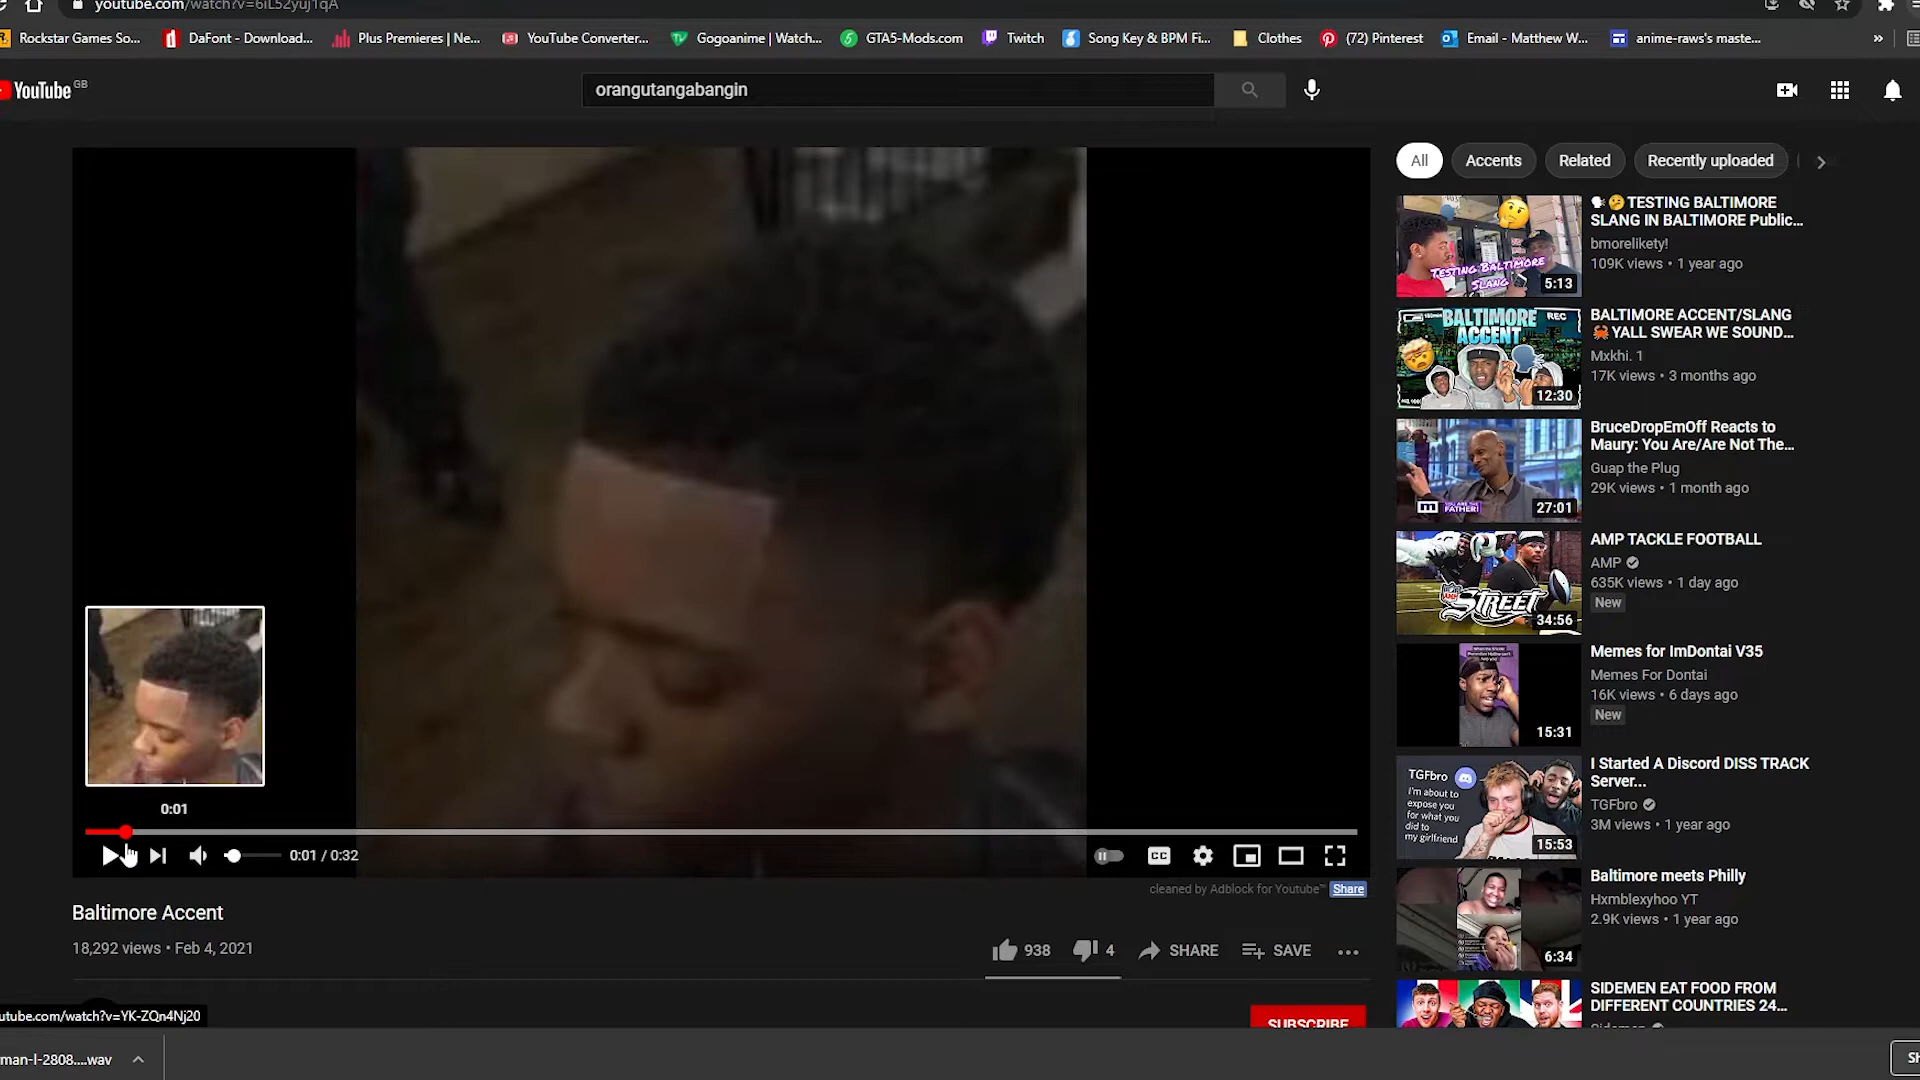 youtube.com/watch?v=6iL52yuj1qA
Rockstar Games So...
DaFont - Download...
Plus Premieres | Ne...
YouTube Converter...
Gogoanime | Watch...
GTA5-Mods.com
Twitch
Song Key & BPM Fi...
Clothes
(72) Pinterest
Email - Matthew W...
anime-raws's maste...
»
YouTube GB
orangutangabangin
All
Accents
Related
Recently uploaded
TESTING BALTIMORE
SLANG
5:13
TESTING BALTIMORE
SLANG IN BALTIMORE Public...
bmorelikety!
109K views • 1 year ago
BALTIMORE
ACCENT
REC
12:30
BALTIMORE ACCENT/SLANG
YALL SWEAR WE SOUND...
Mxkhi. 1
17K views • 3 months ago
YOU ARE THE
FATHER!
27:01
BruceDropEmOff Reacts to
Maury: You Are/Are Not The...
Guap the Plug
29K views • 1 month ago
STREET
34:56
AMP TACKLE FOOTBALL
AMP
635K views • 1 day ago
New
15:31
Memes for ImDontai V35
Memes For Dontai
16K views • 6 days ago
New
TGFbro
I'm about to
expose you
for what you
did to
my girlfriend
15:53
I Started A Discord DISS TRACK
Server...
TGFbro
3M views • 1 year ago
6:34
Baltimore meets Philly
Hxmblexyhoo YT
2.9K views • 1 year ago
SIDEMEN EAT FOOD FROM
DIFFERENT COUNTRIES 24...
0:01
0:01 / 0:32
CC
cleaned by Adblock for Youtube™
Share
Baltimore Accent
18,292 views • Feb 4, 2021
938
4
SHARE
SAVE
SUBSCRIBE
utube.com/watch?v=YK-ZQn4Nj20
man-l-2808....wav
SH